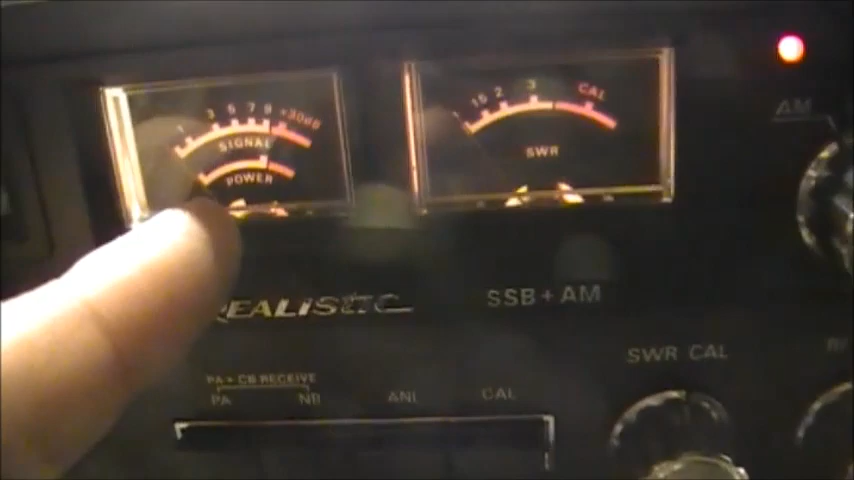 1 3 5 7 9 +30dB
SIGNAL
POWER
1 1.5 2 3 CAL
SWR
AM
REALISTIC
SSB + AM
SWR CAL
PA + CB RECEIVE
PA NB ANL CAL